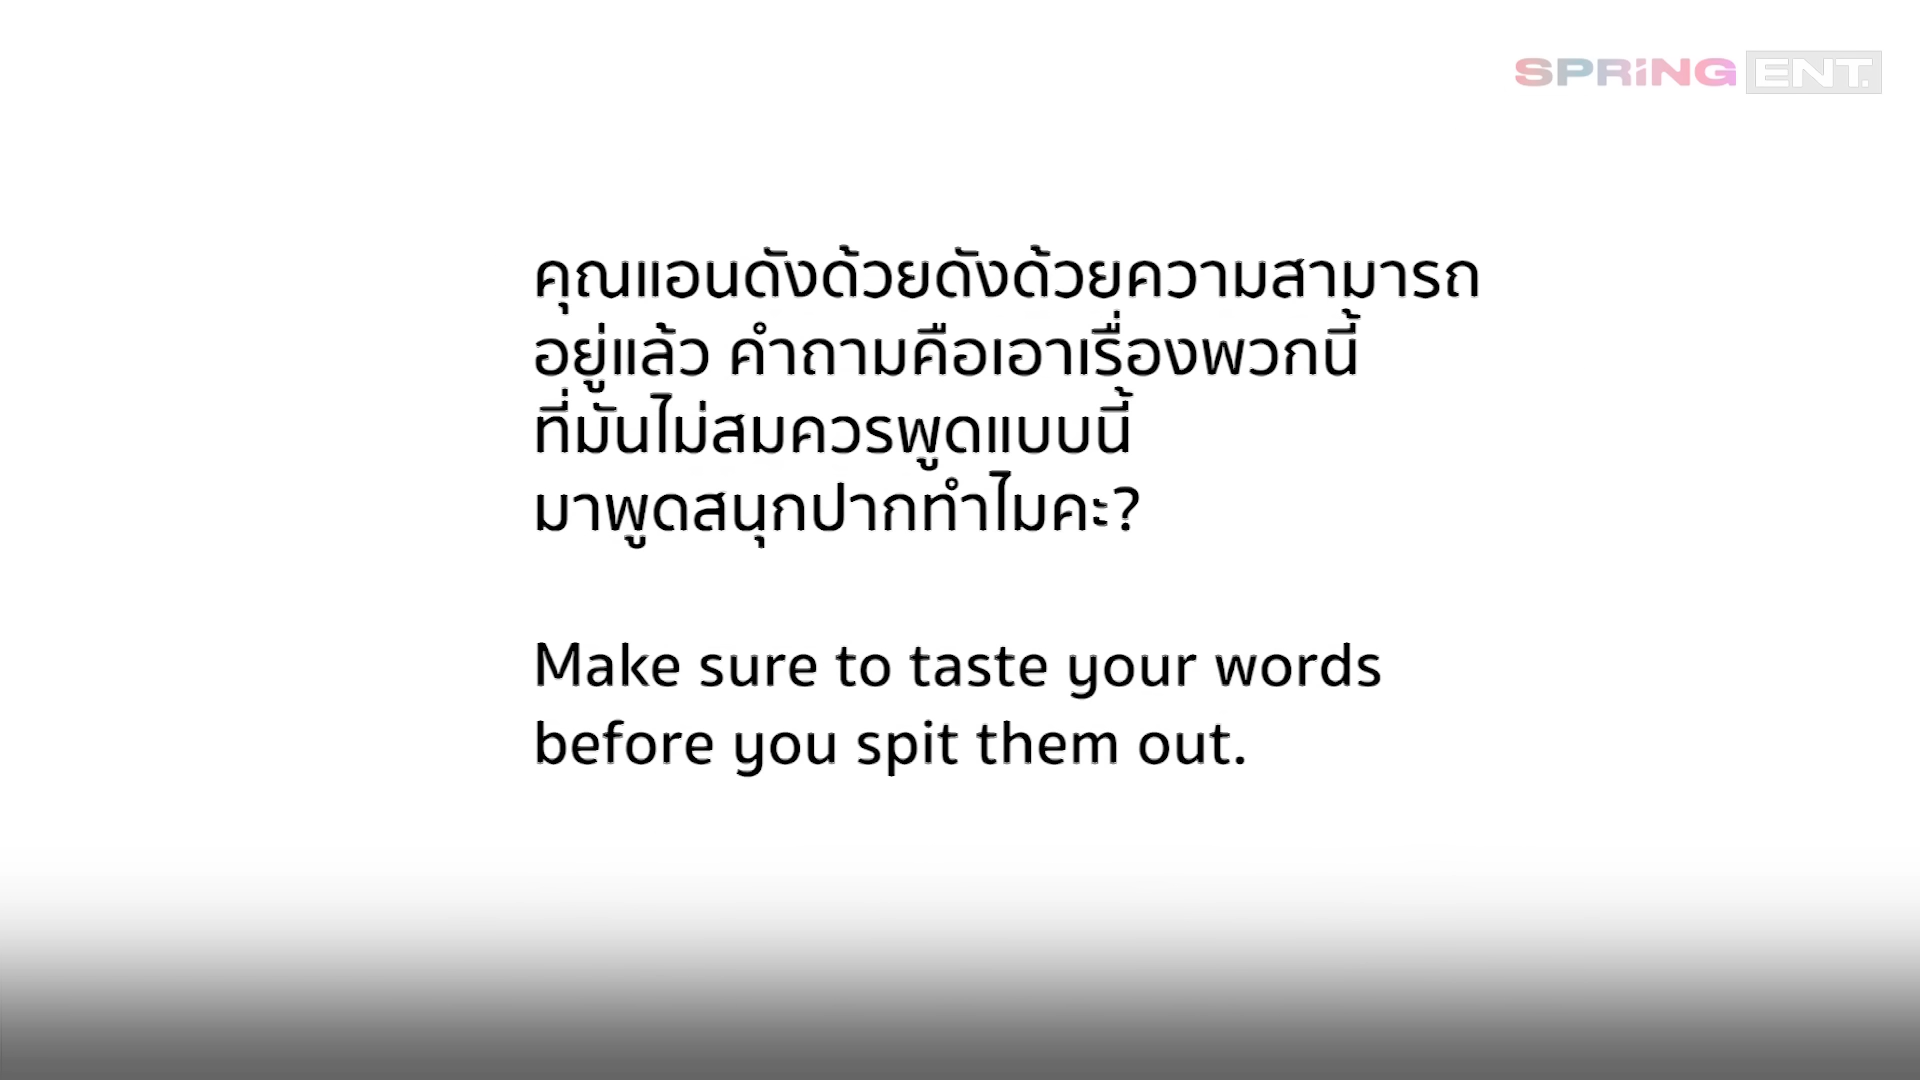 SPRiNG ENT.
คุณแอนดังด้วยดังด้วยความสามารถ
อยู่แล้ว คำถามคือเอาเรื่องพวกนี้
ที่มันไม่สมควรพูดแบบนี้
มาพูดสนุกปากทำไมคะ?
Make sure to taste your words
before you spit them out.